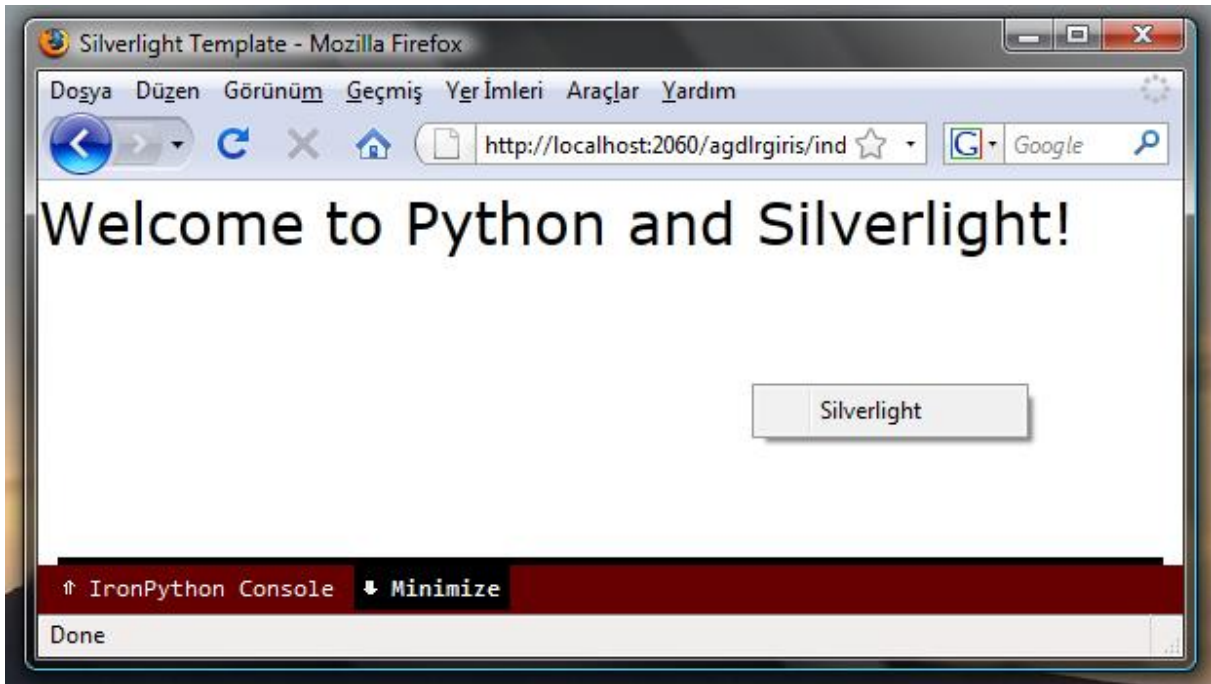 Silverlight Template - Mozilla Firefox
Dosya Düzen Görünüm Geçmiş Yer İmleri Araçlar Yardım
http://localhost:2060/agdlrgiris/ind G Google
Welcome to Python and Silverlight!
Silverlight
⇑ IronPython Console ⬇ Minimize
Done